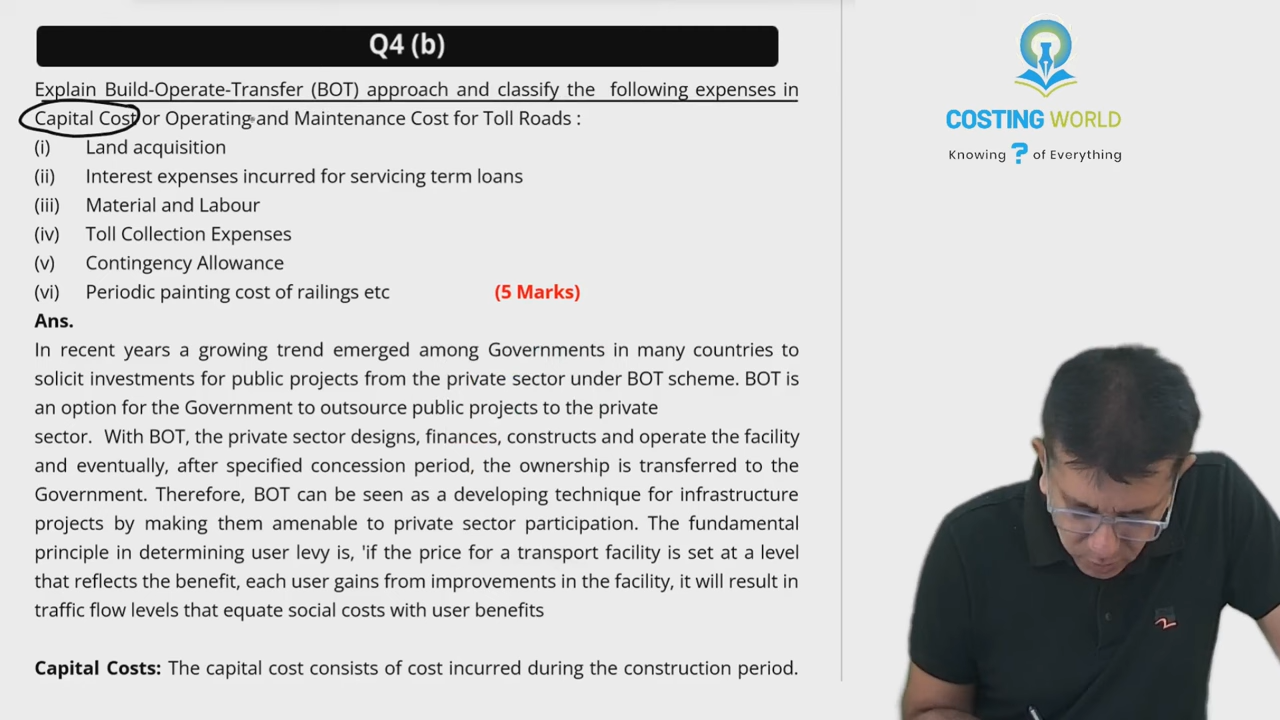 Q4 (b)
Explain Build-Operate-Transfer (BOT) approach and classify the following expenses in
Capital Cost or Operating and Maintenance Cost for Toll Roads :
(i) Land acquisition
(ii) Interest expenses incurred for servicing term loans
(iii) Material and Labour
(iv) Toll Collection Expenses
(v) Contingency Allowance
(vi) Periodic painting cost of railings etc (5 Marks)
Ans.
In recent years a growing trend emerged among Governments in many countries to
solicit investments for public projects from the private sector under BOT scheme. BOT is
an option for the Government to outsource public projects to the private
sector. With BOT, the private sector designs, finances, constructs and operate the facility
and eventually, after specified concession period, the ownership is transferred to the
Government. Therefore, BOT can be seen as a developing technique for infrastructure
projects by making them amenable to private sector participation. The fundamental
principle in determining user levy is, 'if the price for a transport facility is set at a level
that reflects the benefit, each user gains from improvements in the facility, it will result in
traffic flow levels that equate social costs with user benefits
Capital Costs: The capital cost consists of cost incurred during the construction period.
COSTING WORLD
Knowing ? of Everything